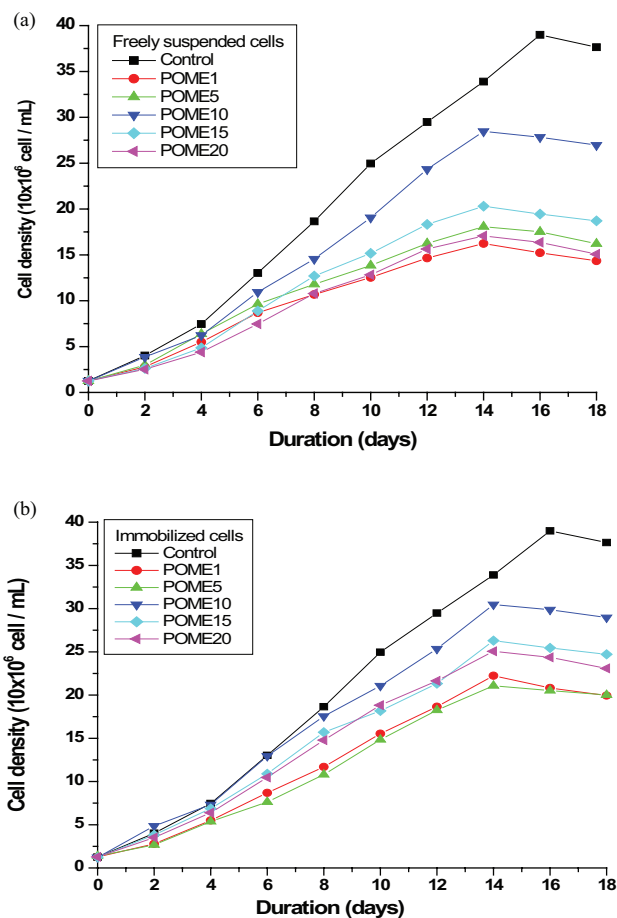 (a)
Freely suspended cells
Control
POME1
POME5
POME10
POME15
POME20
40
35
30
25
20
15
10
5
0
Cell density (10x10⁶ cell / mL)
0 2 4 6 8 10 12 14 16 18
Duration (days)
(b)
Immobilized cells
Control
POME1
POME5
POME10
POME15
POME20
40
35
30
25
20
15
10
5
0
Cell density (10x10⁶ cell / mL)
0 2 4 6 8 10 12 14 16 18
Duration (days)